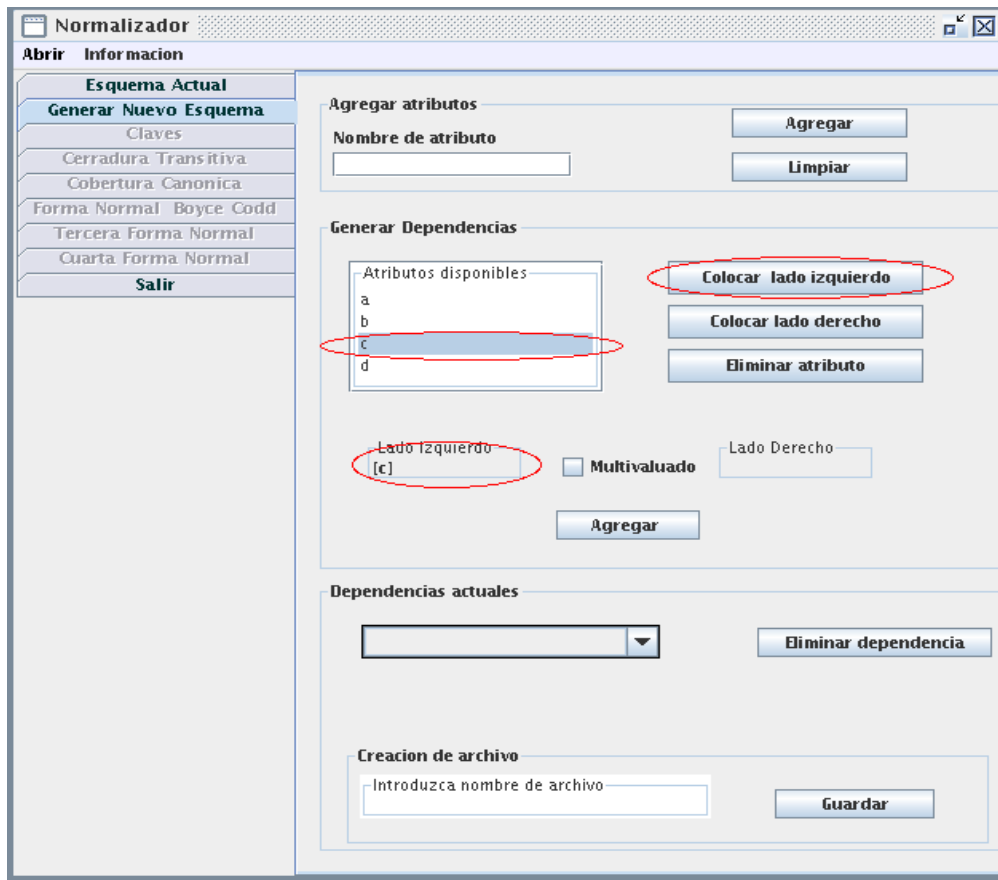 Normalizador
Abrir Informacion
Esquema Actual
Generar Nuevo Esquema
Claves
Cerradura Transitiva
Cobertura Canonica
Forma Normal Boyce Codd
Tercera Forma Normal
Cuarta Forma Normal
Salir
Agregar atributos
Nombre de atributo
Agregar
Limpiar
Generar Dependencias
Atributos disponibles
a
b
c
d
Colocar lado izquierdo
Colocar lado derecho
Eliminar atributo
Lado Izquierdo
[c]
Multivaluado
Lado Derecho
Agregar
Dependencias actuales
Eliminar dependencia
Creacion de archivo
Introduzca nombre de archivo
Guardar